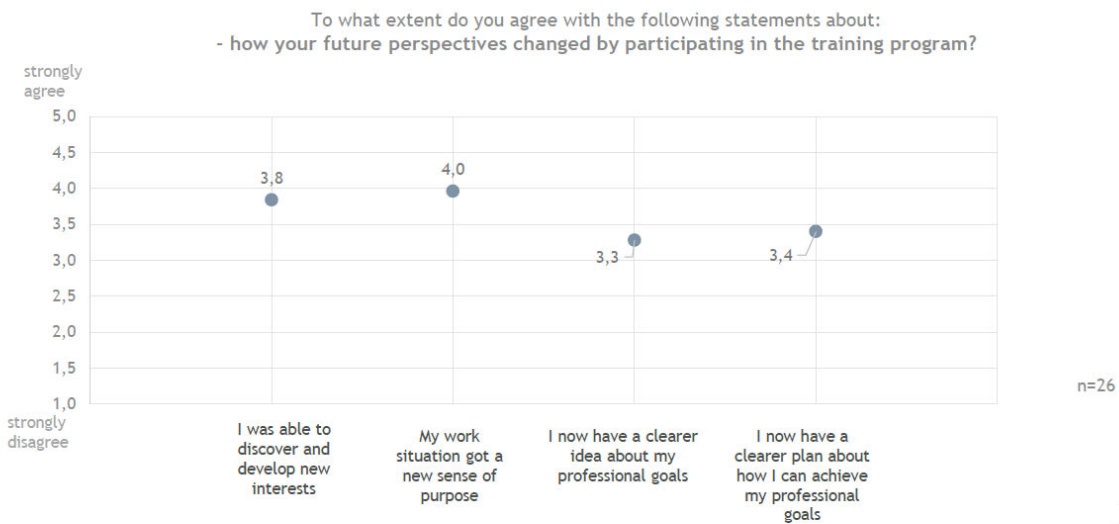 To what extent do you agree with the following statements about:
- how your future perspectives changed by participating in the training program?
strongly
agree
5,0
4,5
4,0
3,5
3,0
2,5
2,0
1,5
1,0
strongly
disagree
3,8
4,0
3,3
3,4
n=26
I was able to
discover and
develop new
interests
My work
situation got a
new sense of
purpose
I now have a clearer
idea about my
professional goals
I now have a
clearer plan about
how I can achieve
my professional
goals